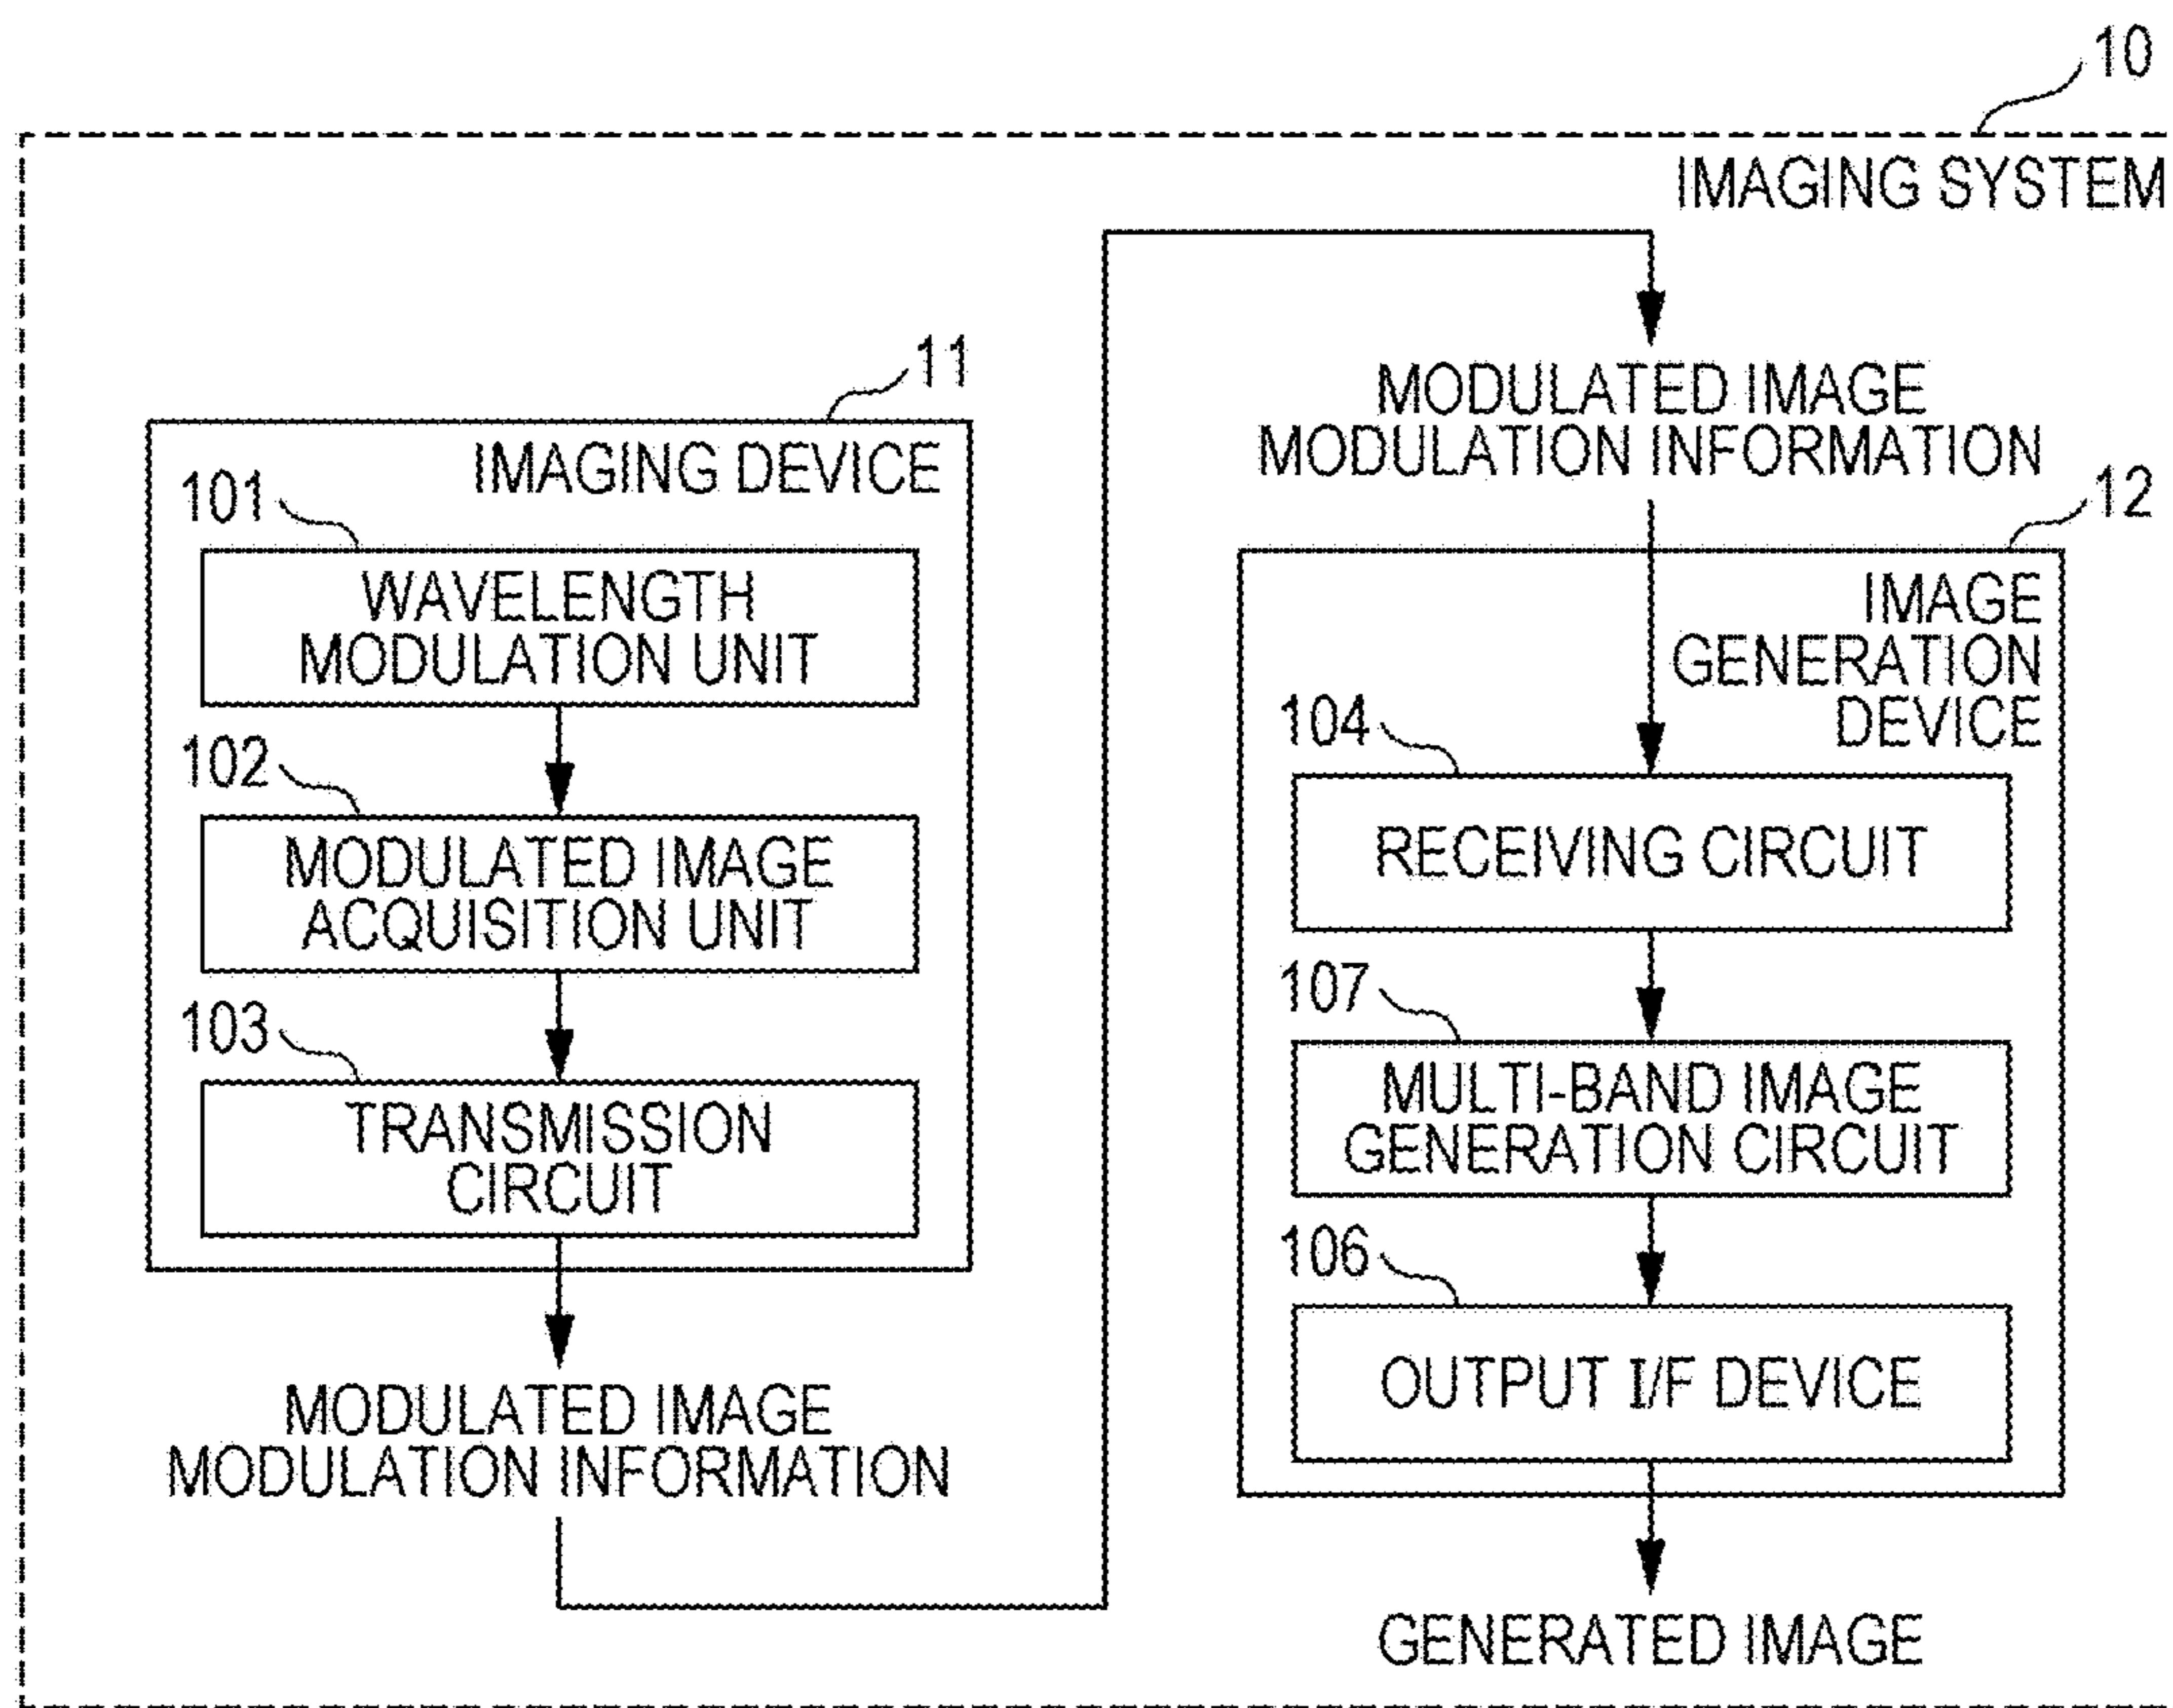 10
IMAGING SYSTEM
11
IMAGING DEVICE
101
WAVELENGTH
MODULATION UNIT
102
MODULATED IMAGE
ACQUISITION UNIT
103
TRANSMISSION
CIRCUIT
MODULATED IMAGE
MODULATION INFORMATION
MODULATED IMAGE
MODULATION INFORMATION
12
IMAGE
GENERATION
DEVICE
104
RECEIVING CIRCUIT
107
MULTI-BAND IMAGE
GENERATION CIRCUIT
106
OUTPUT I/F DEVICE
GENERATED IMAGE